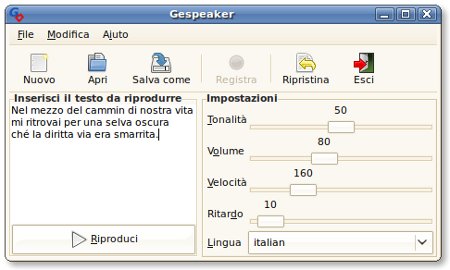 Gespeaker
File Modifica Aiuto
Nuovo Apri Salva come Registra Ripristina Esci
Inserisci il testo da riprodurre
Nel mezzo del cammin di nostra vita
mi ritrovai per una selva oscura
ché la diritta via era smarrita.
Riproduci
Impostazioni
50
Tonalità
80
Volume
160
Velocità
10
Ritardo
Lingua italian